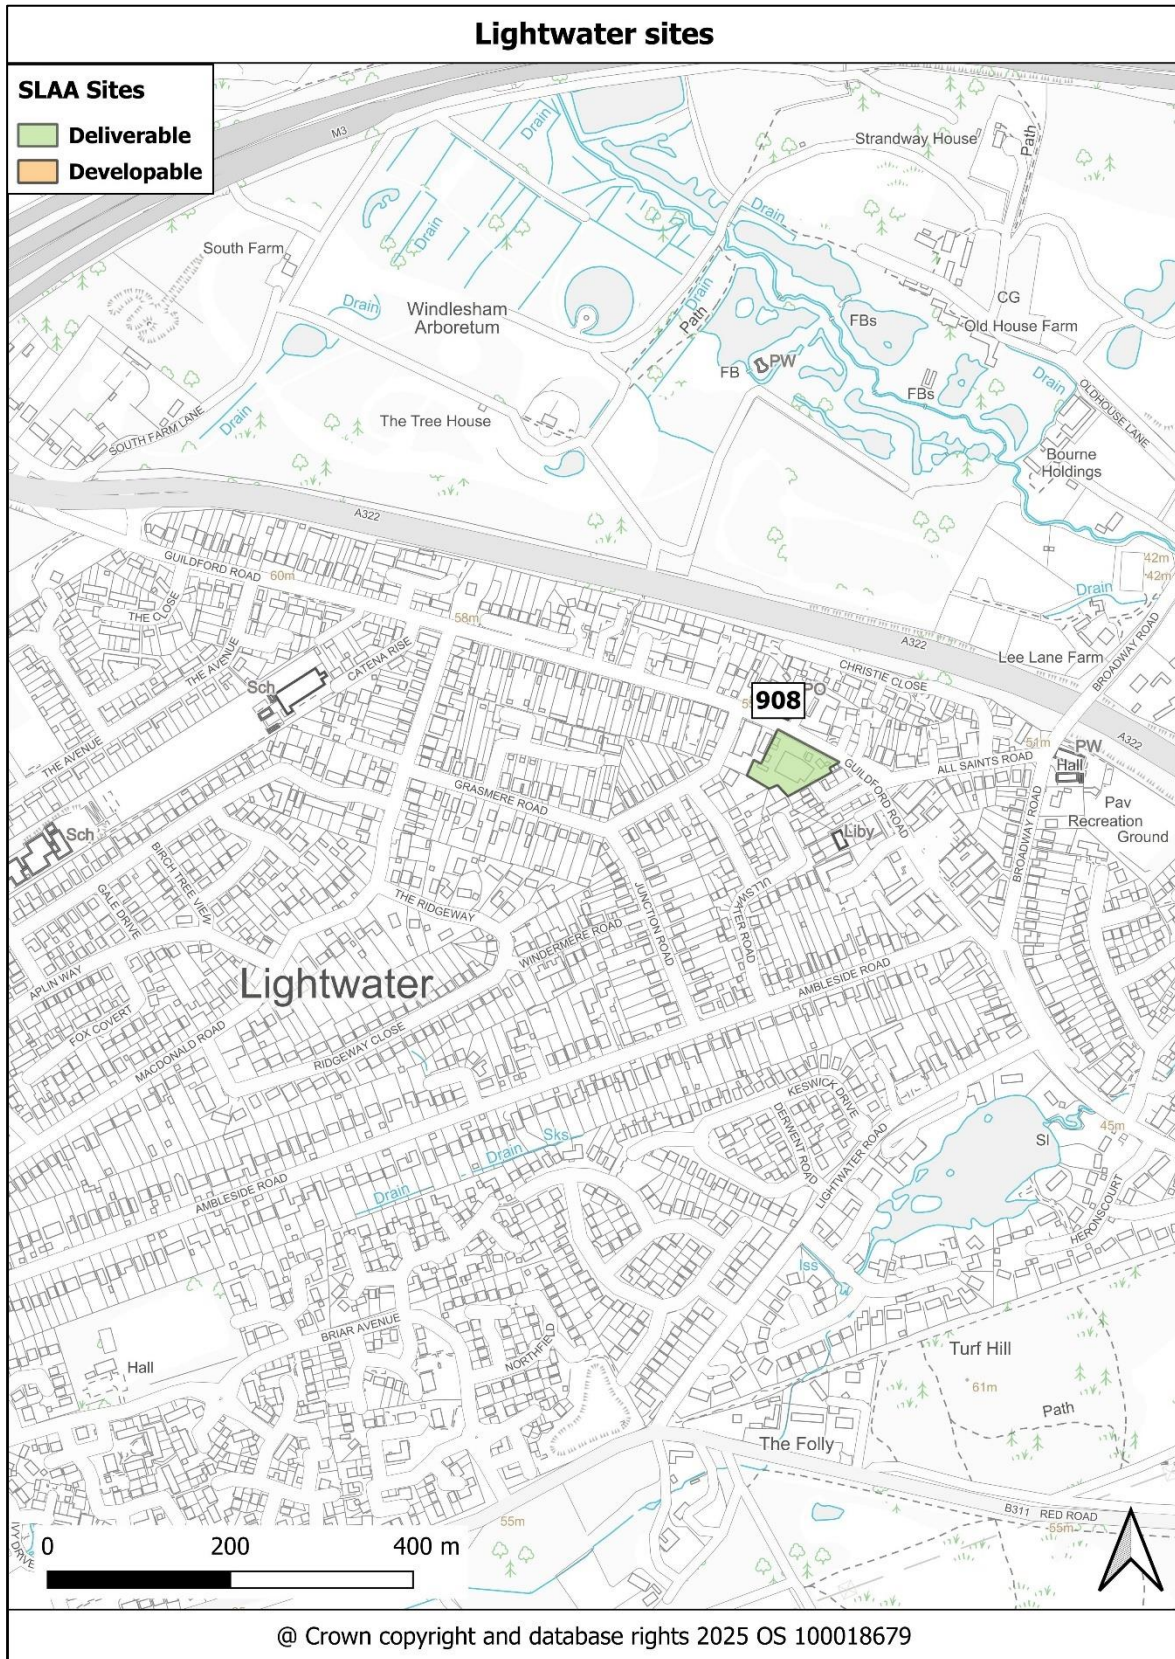 Lightwater sites
SLAA Sites
Deliverable
Developable
M3
Drain
Strandway House
Path
South Farm
Drain
Drain
Drain
Windlesham
Arboretum
Drain
Path
CG
FBs
Old House Farm
FB
PW
FBs
Drain
OLDHOUSE LANE
SOUTH FARM LANE
Drain
The Tree House
Bourne
Holdings
A322
42m
42m
GUILDFORD ROAD
60m
Drain
THE CLOSE
58m
A322
BROADWAY ROAD
THE AVENUE
CATENA RISE
Sch
CHRISTIE CLOSE
Lee Lane Farm
908
PO
A322
51m
PW
Hall
THE AVENUE
GUILDFORD ROAD
ALL SAINTS ROAD
GRASMERE ROAD
Pav
Recreation
Ground
Sch
Liby
BROADWAY ROAD
BIRCH TREE VIEW
GALE DRIVE
THE RIDGEWAY
JUNCTION ROAD
ULLSWATER ROAD
WINDERMERE ROAD
APLIN WAY
Lightwater
AMBLESIDE ROAD
FOX COVERT
MACDONALD ROAD
RIDGEWAY CLOSE
KESWICK DRIVE
DERWENT ROAD
LIGHTWATER ROAD
Drain
Sks
Sl
45m
Drain
AMBLESIDE ROAD
HERONSCOURT
Iss
BRIAR AVENUE
NORTHFIELD
Hall
Turf Hill
61m
Path
The Folly
B311
RED ROAD
55m
55m
0 200 400 m
@ Crown copyright and database rights 2025 OS 100018679